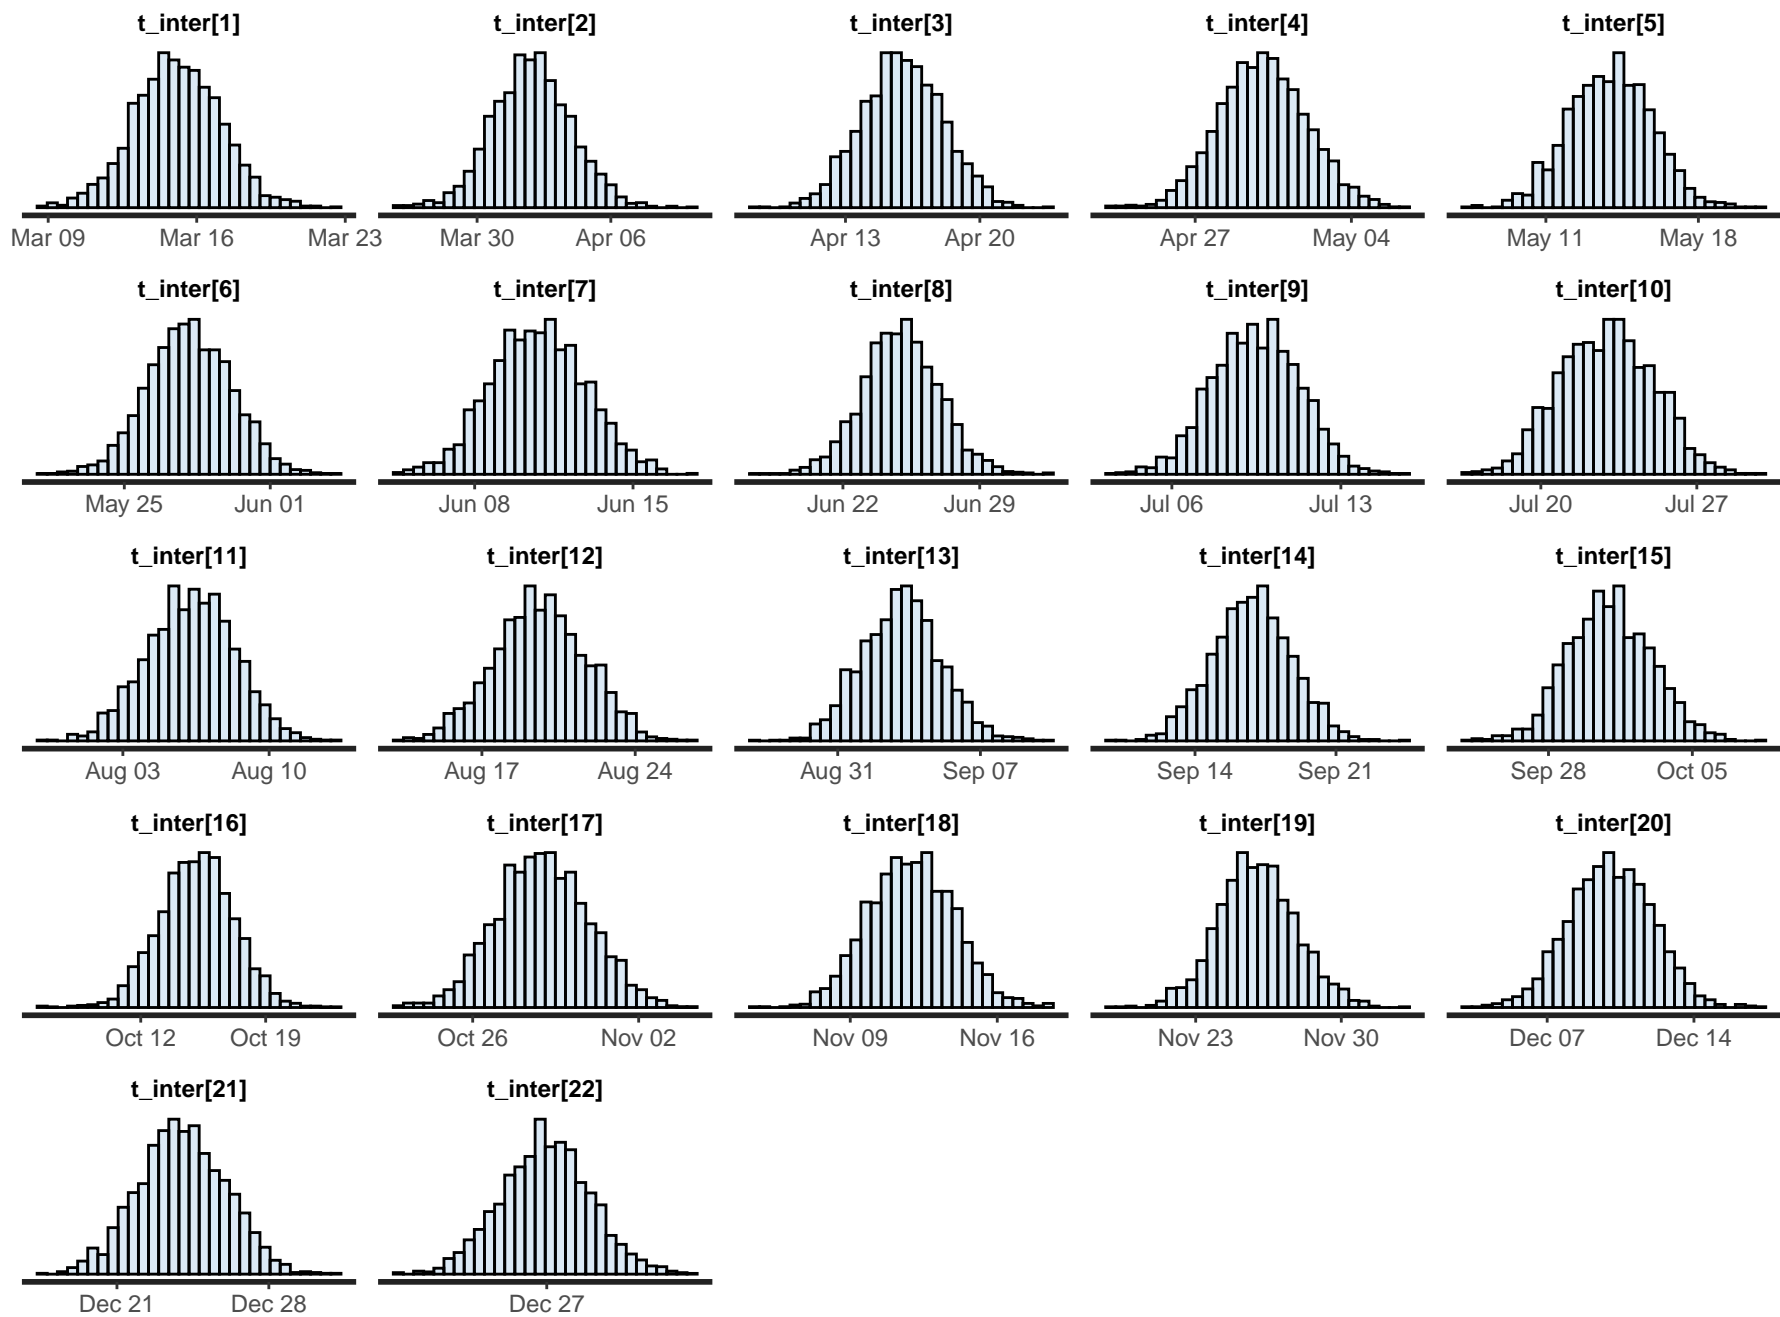 t_inter[1] t_inter[2] t_inter[3] t_inter[4] t_inter[5]
Mar 09 Mar 16 Mar 23 Mar 30 Apr 06 Apr 13 Apr 20 Apr 27 May 04 May 11 May 18
t_inter[6] t_inter[7] t_inter[8] t_inter[9] t_inter[10]
May 25 Jun 01 Jun 08 Jun 15 Jun 22 Jun 29 Jul 06 Jul 13 Jul 20 Jul 27
t_inter[11] t_inter[12] t_inter[13] t_inter[14] t_inter[15]
Aug 03 Aug 10 Aug 17 Aug 24 Aug 31 Sep 07 Sep 14 Sep 21 Sep 28 Oct 05
t_inter[16] t_inter[17] t_inter[18] t_inter[19] t_inter[20]
Oct 12 Oct 19 Oct 26 Nov 02 Nov 09 Nov 16 Nov 23 Nov 30 Dec 07 Dec 14
t_inter[21] t_inter[22]
Dec 21 Dec 28 Dec 27